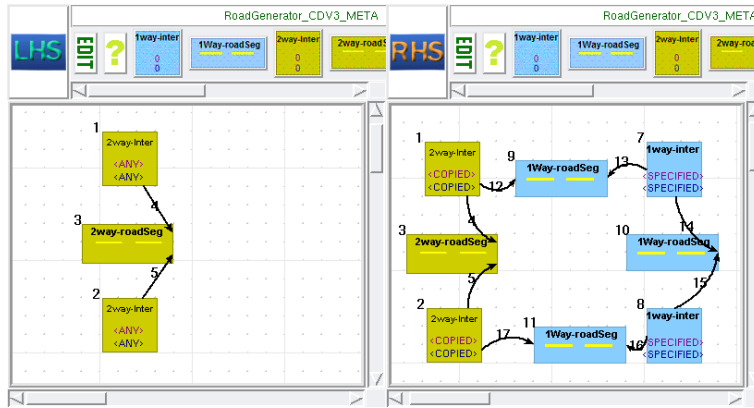 RoadGenerator_CDV3_META
LHS
EDIT
?
1way-inter
0
0
1Way-roadSeg
2way-Inter
0
0
2way-roadS
1
2way-Inter
<ANY>
<ANY>
4
3
2way-roadSeg
5
2
2way-Inter
<ANY>
<ANY>
RoadGenerator_CDV3_META
RHS
EDIT
?
1way-inter
0
0
1Way-roadSeg
2way-Inter
0
0
2way-road
1
2way-Inter
<COPIED>
<COPIED>
12
9
1Way-roadSeg
13
7
1way-inter
<SPECIFIED>
<SPECIFIED>
4
3
2way-roadSeg
5
14
10
1Way-roadSeg
15
2
2way-Inter
<COPIED>
<COPIED>
17
11
1Way-roadSeg
16
8
1way-inter
<SPECIFIED>
<SPECIFIED>